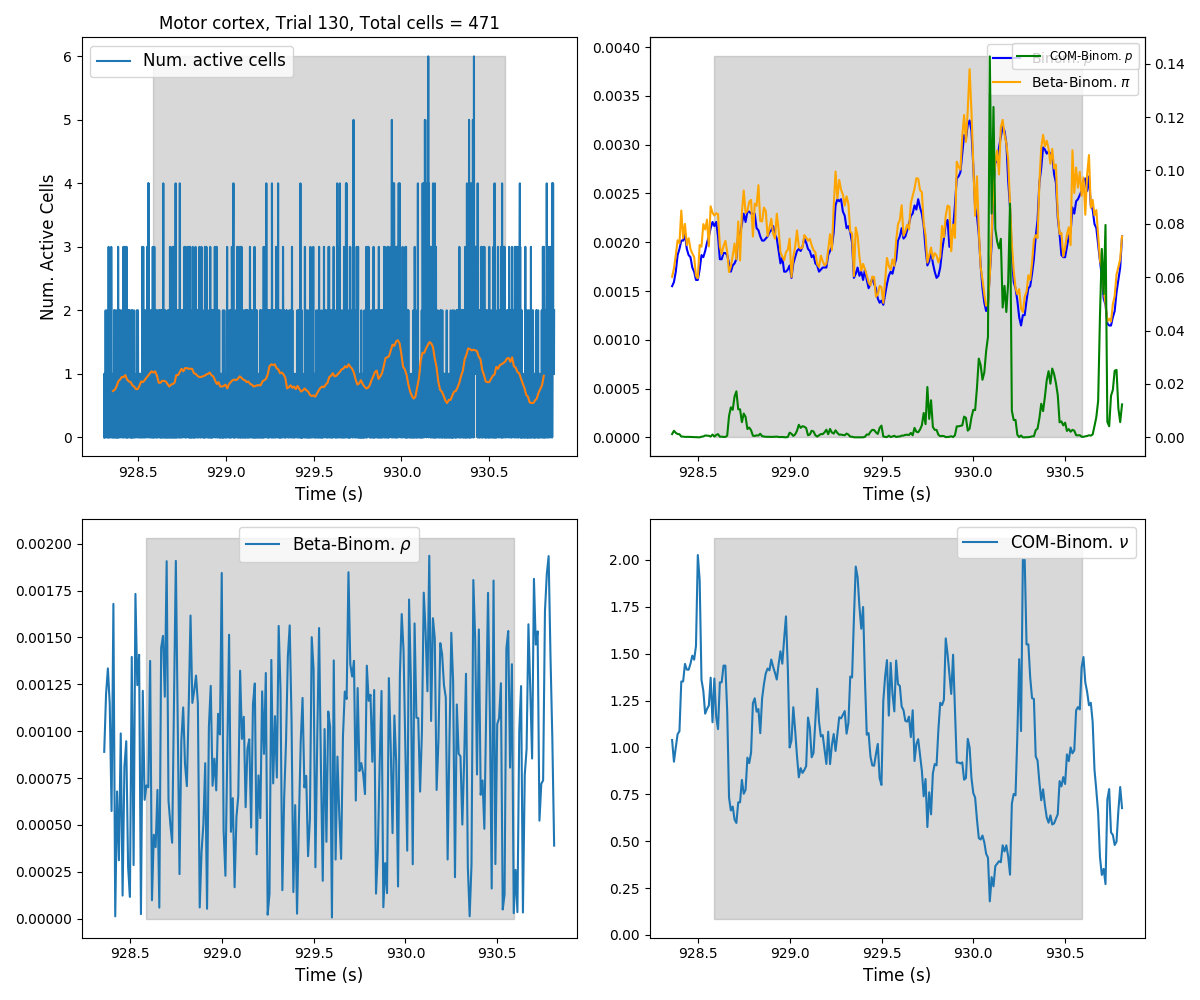 Motor cortex, Trial 130, Total cells = 471
Num. active cells
Num. Active Cells
6
5
4
3
2
1
0
928.5 929.0 929.5 930.0 930.5
Time (s)
COM-Binom. p
Beta-Binom. π
0.0040
0.0035
0.0030
0.0025
0.0020
0.0015
0.0010
0.0005
0.0000
0.14
0.12
0.10
0.08
0.06
0.04
0.02
0.00
928.5 929.0 929.5 930.0 930.5
Time (s)
Beta-Binom. ρ
0.00200
0.00175
0.00150
0.00125
0.00100
0.00075
0.00050
0.00025
0.00000
928.5 929.0 929.5 930.0 930.5
Time (s)
COM-Binom. ν
2.00
1.75
1.50
1.25
1.00
0.75
0.50
0.25
0.00
928.5 929.0 929.5 930.0 930.5
Time (s)